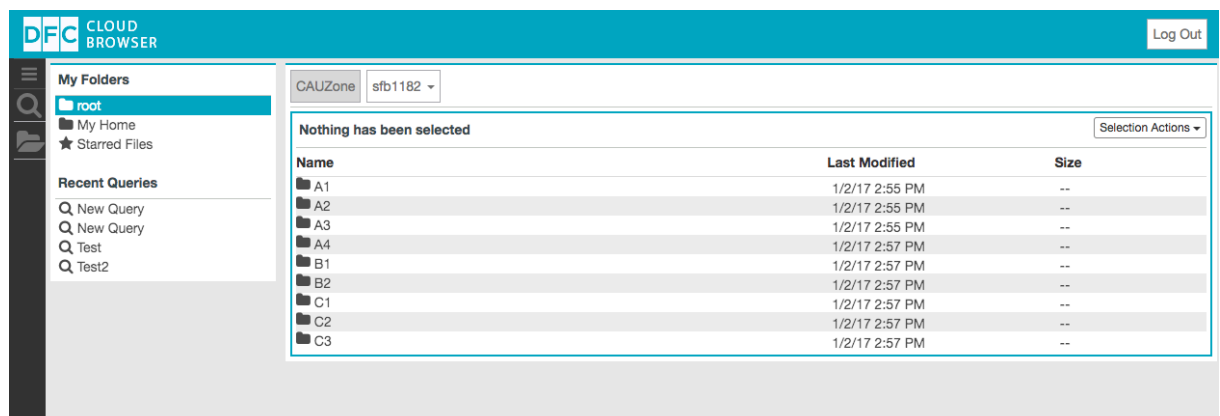 DFC CLOUD
BROWSER
Log Out
My Folders
root
My Home
Starred Files
Recent Queries
New Query
New Query
Test
Test2
CAUZone sfb1182
Nothing has been selected Selection Actions
Name Last Modified Size
A1 1/2/17 2:55 PM --
A2 1/2/17 2:55 PM --
A3 1/2/17 2:55 PM --
A4 1/2/17 2:57 PM --
B1 1/2/17 2:57 PM --
B2 1/2/17 2:57 PM --
C1 1/2/17 2:57 PM --
C2 1/2/17 2:57 PM --
C3 1/2/17 2:57 PM --